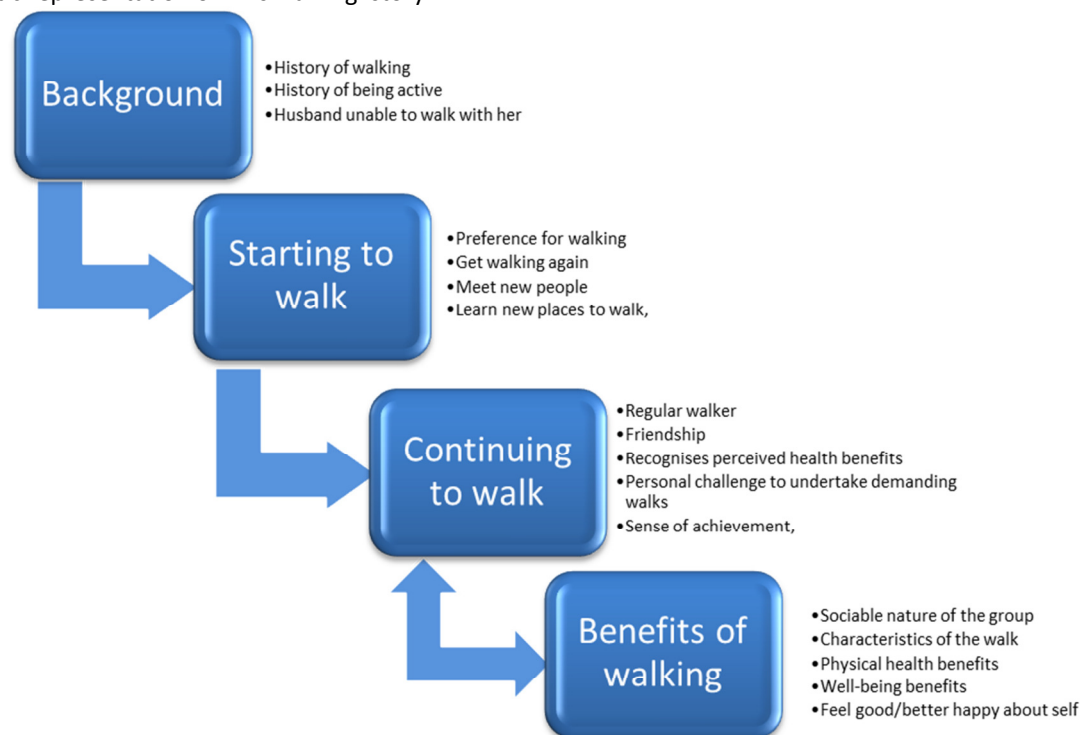 Background
•History of walking
•History of being active
•Husband unable to walk with her
Starting to
walk
•Preference for walking
•Get walking again
•Meet new people
•Learn new places to walk,
Continuing
to walk
•Regular walker
•Friendship
•Recognises perceived health benefits
•Personal challenge to undertake demanding
walks
•Sense of achievement,
Benefits of
walking
•Sociable nature of the group
•Characteristics of the walk
•Physical health benefits
•Well-being benefits
•Feel good/better happy about self